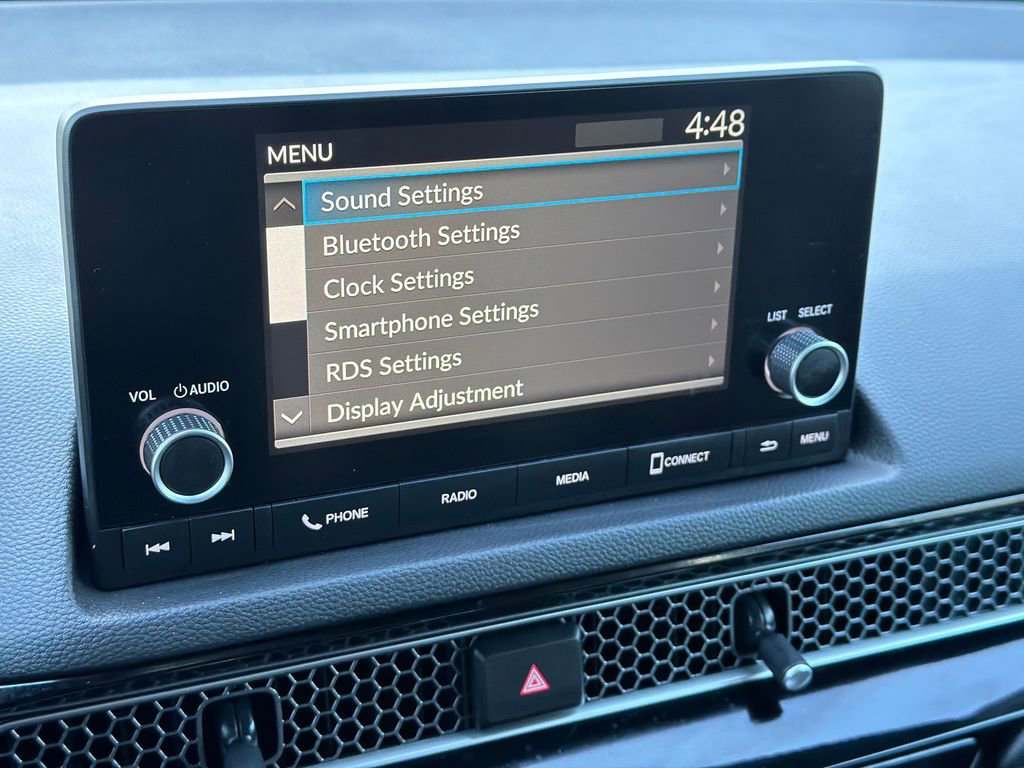 4:48
MENU
Sound Settings
Bluetooth Settings
Clock Settings
Smartphone Settings
RDS Settings
Display Adjustment
LIST SELECT
VOL AUDIO
PHONE
RADIO
MEDIA
CONNECT
MENU